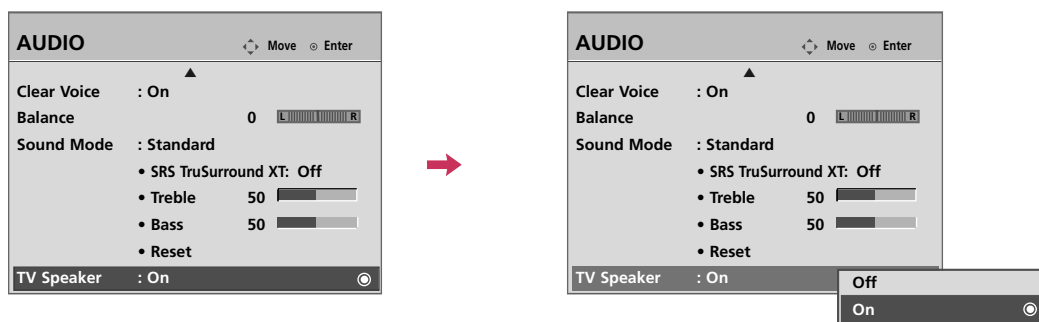 AUDIO Move Enter
Clear Voice : On
Balance 0 L R
Sound Mode : Standard
• SRS TruSurround XT: Off
• Treble 50
• Bass 50
• Reset
TV Speaker : On
AUDIO Move Enter
Clear Voice : On
Balance 0 L R
Sound Mode : Standard
• SRS TruSurround XT: Off
• Treble 50
• Bass 50
• Reset
TV Speaker : On
Off
On